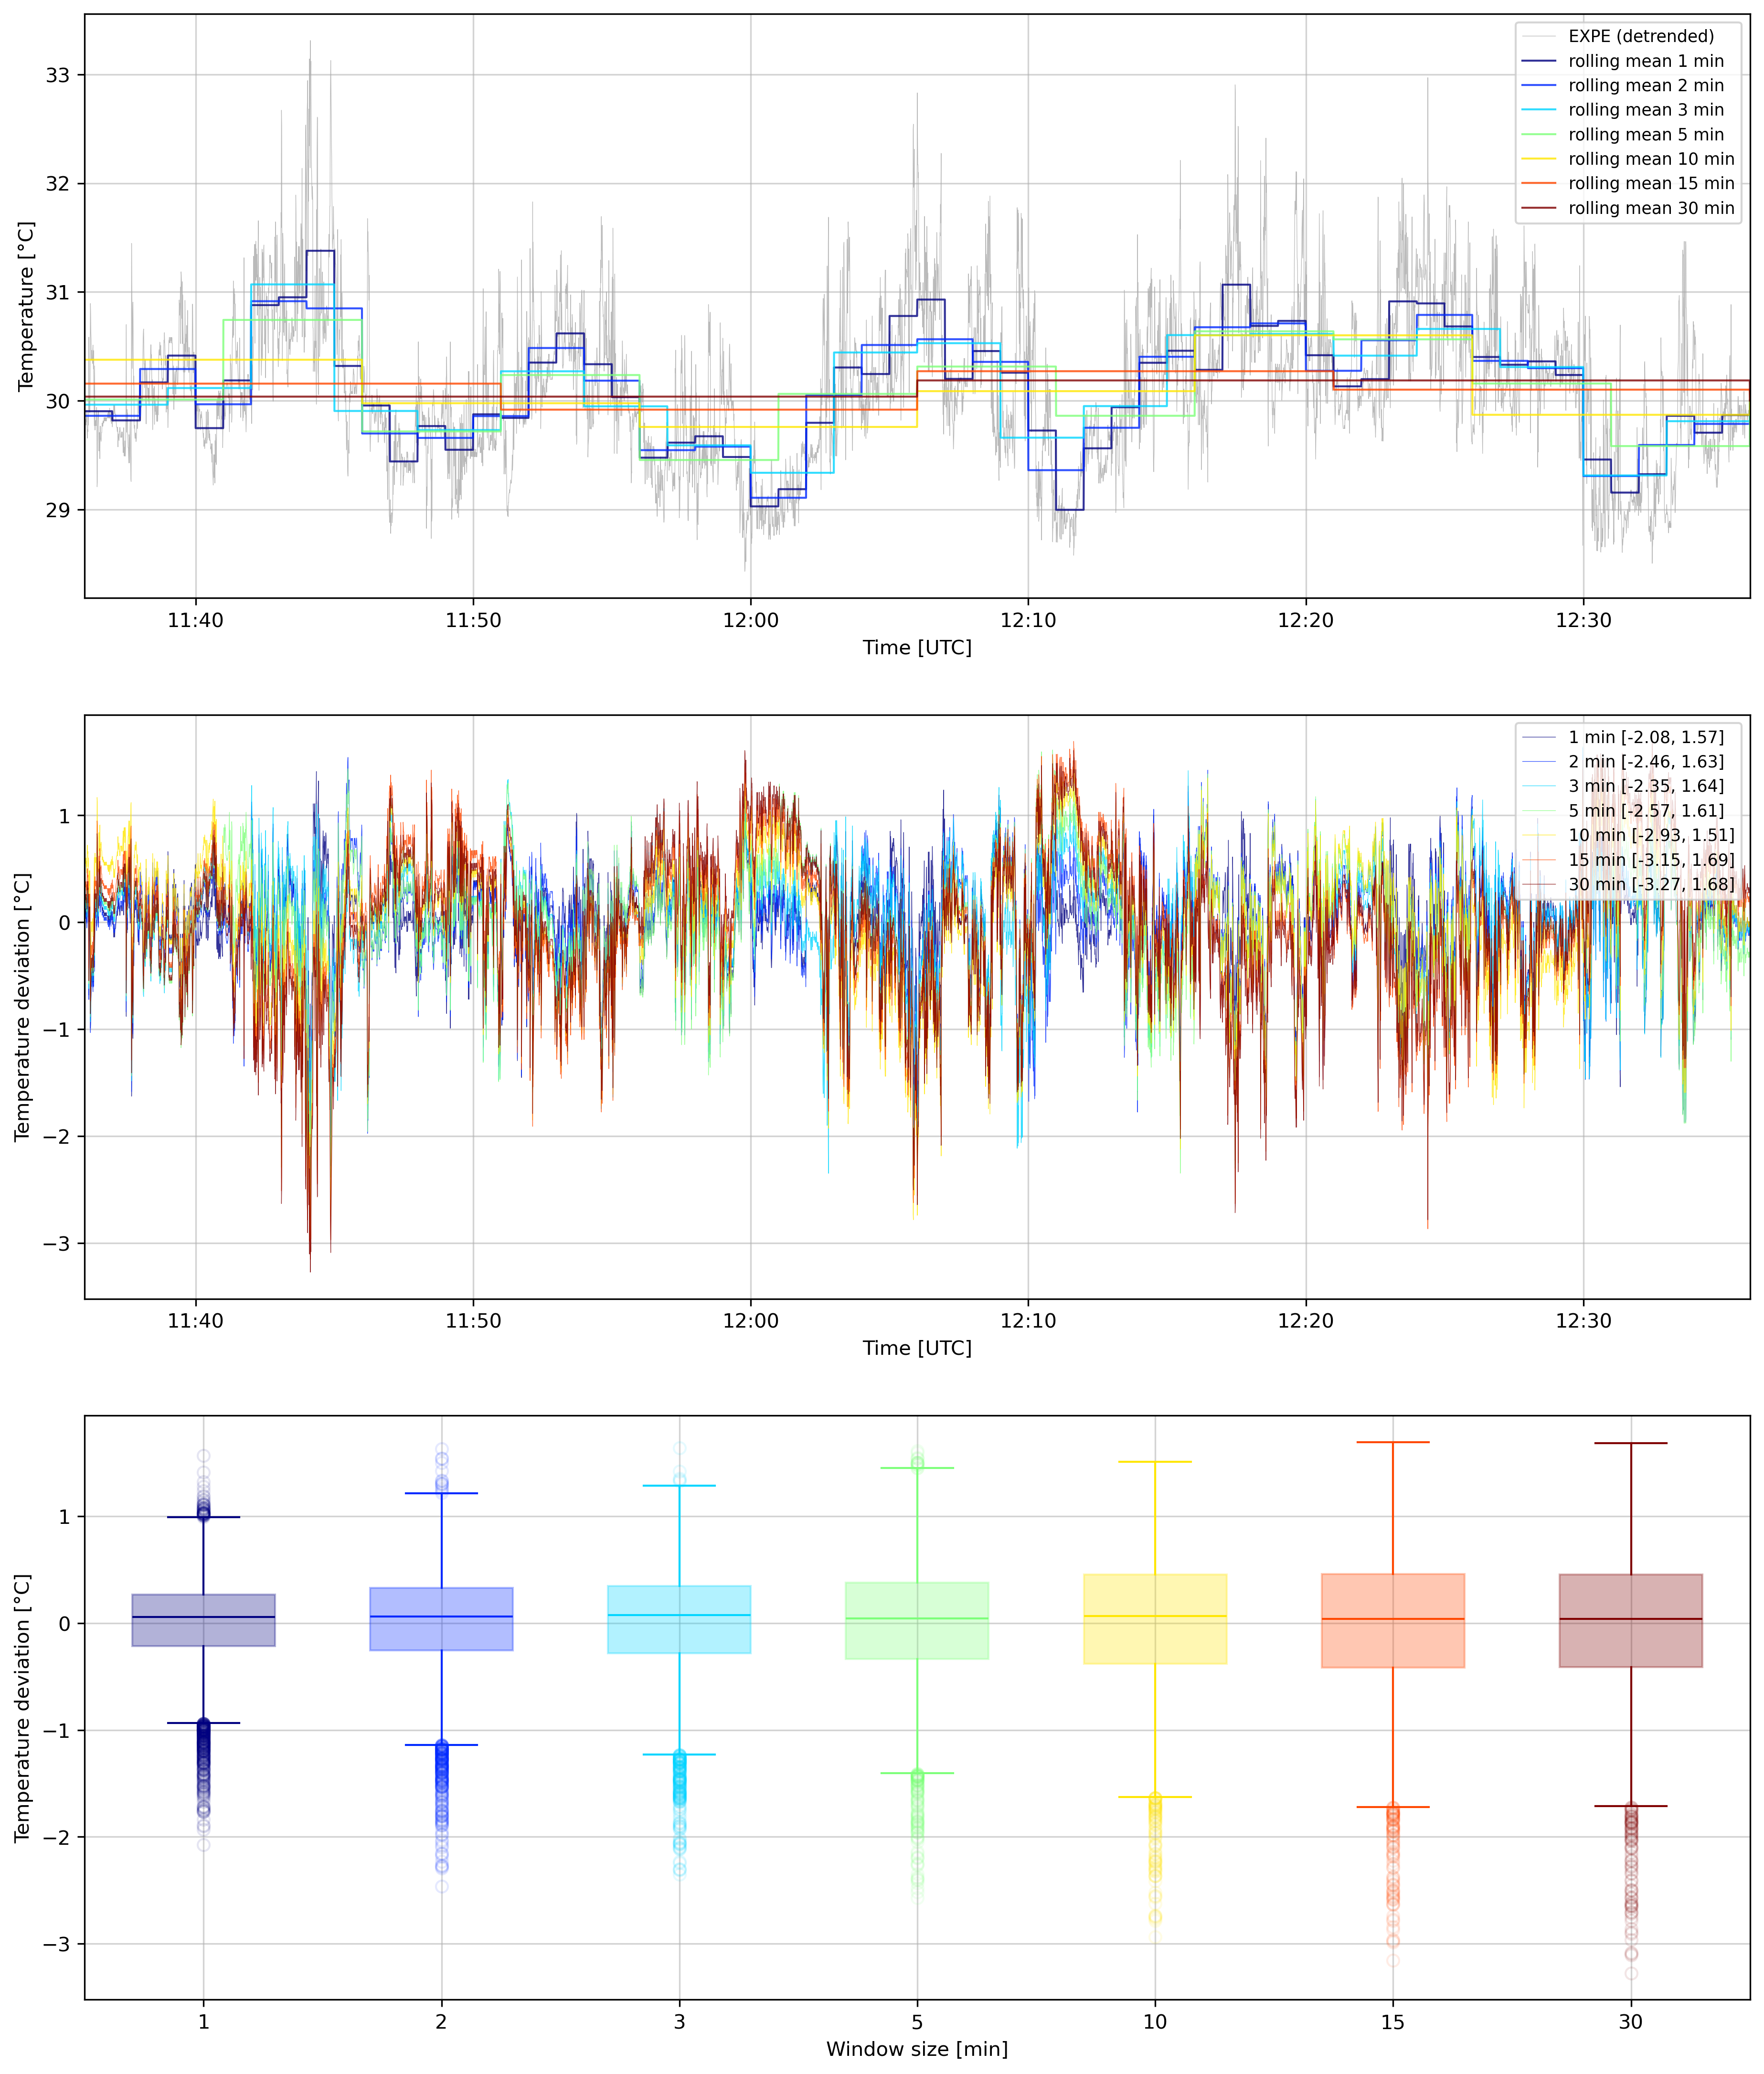 33
32
31
30
29
Temperature [°C]
EXPE (detrended)
rolling mean 1 min
rolling mean 2 min
rolling mean 3 min
rolling mean 5 min
rolling mean 10 min
rolling mean 15 min
rolling mean 30 min
11:40 11:50 12:00 12:10 12:20 12:30
Time [UTC]
1
0
−1
−2
−3
Temperature deviation [°C]
1 min [-2.08, 1.57]
2 min [-2.46, 1.63]
3 min [-2.35, 1.64]
5 min [-2.57, 1.61]
10 min [-2.93, 1.51]
15 min [-3.15, 1.69]
30 min [-3.27, 1.68]
11:40 11:50 12:00 12:10 12:20 12:30
Time [UTC]
1
0
−1
−2
−3
Temperature deviation [°C]
1 2 3 5 10 15 30
Window size [min]